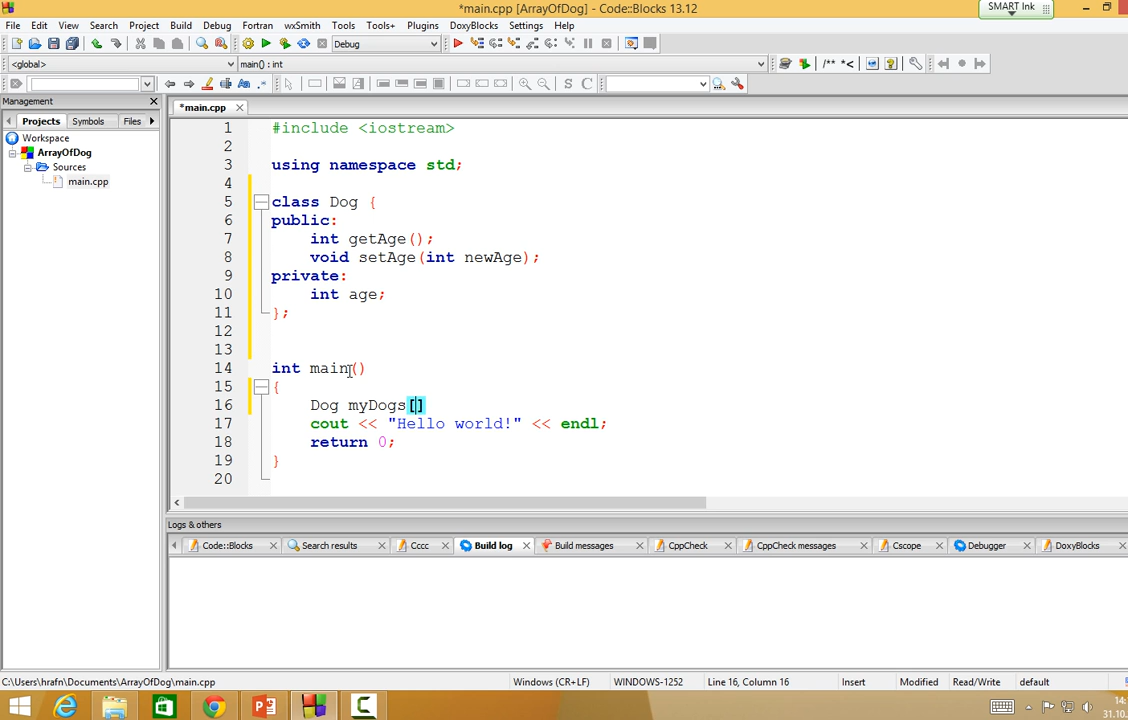 *main.cpp [ArrayOfDog] - Code::Blocks 13.12
SMART Ink
File Edit View Search Project Build Debug Fortran wxSmith Tools Tools+ Plugins DoxyBlocks Settings Help
Debug
<global> main() : int
/** *<
Aa .* S C
Management
*main.cpp
Projects Symbols Files
Workspace
ArrayOfDog
Sources
main.cpp
1 #include <iostream>
2
3 using namespace std;
4
5 class Dog {
6 public:
7 int getAge();
8 void setAge(int newAge);
9 private:
10 int age;
11 };
12
13
14 int main()
15 {
16 Dog myDogs[]
17 cout << "Hello world!" << endl;
18 return 0;
19 }
20
Logs & others
Code::Blocks Search results Cccc Build log Build messages CppCheck CppCheck messages Cscope Debugger DoxyBlocks
C:\Users\hrafn\Documents\ArrayOfDog\main.cpp Windows (CR+LF) WINDOWS-1252 Line 16, Column 16 Insert Modified Read/Write default
14:
31.10.